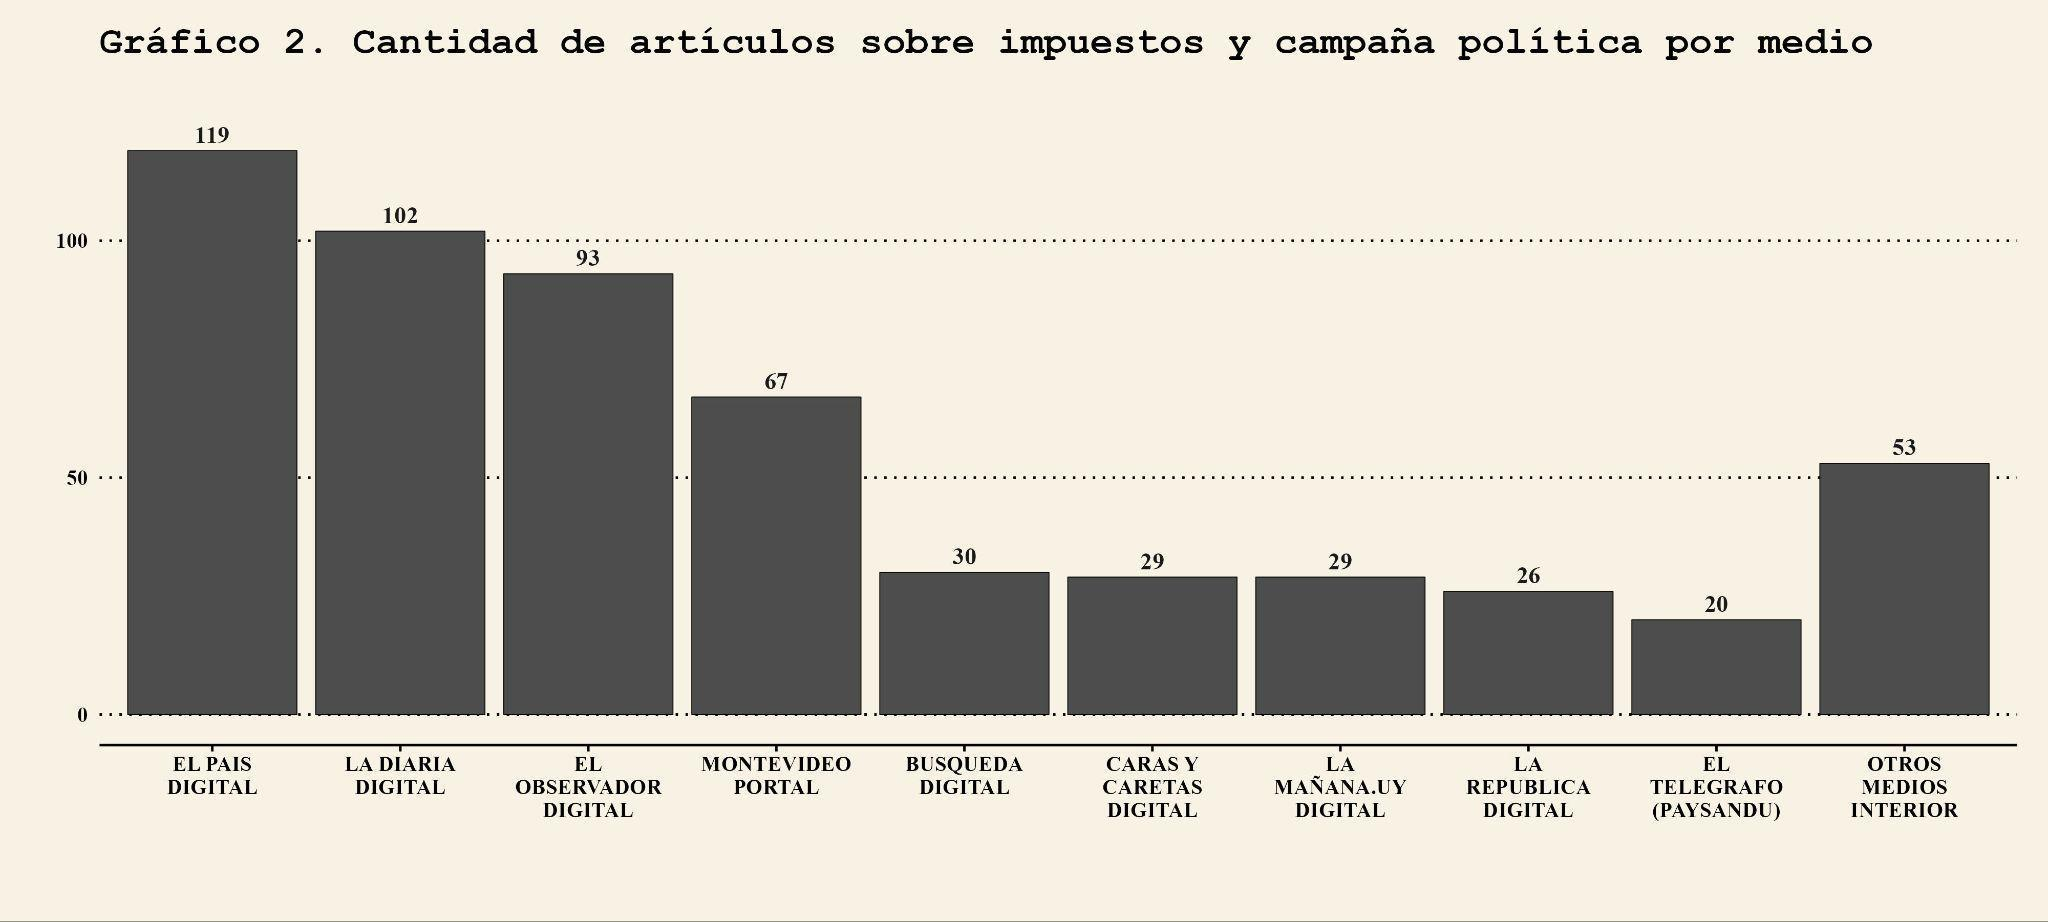 Gráfico 2. Cantidad de artículos sobre impuestos y campaña política por medio
119
102
100
93
67
53
50
30
29
29
26
20
0
EL PAIS
DIGITAL
LA DIARIA
DIGITAL
EL
OBSERVADOR
DIGITAL
MONTEVIDEO
PORTAL
BUSQUEDA
DIGITAL
CARAS Y
CARETAS
DIGITAL
LA
MAÑANA.UY
DIGITAL
LA
REPUBLICA
DIGITAL
EL
TELEGRAFO
(PAYSANDU)
OTROS
MEDIOS
INTERIOR